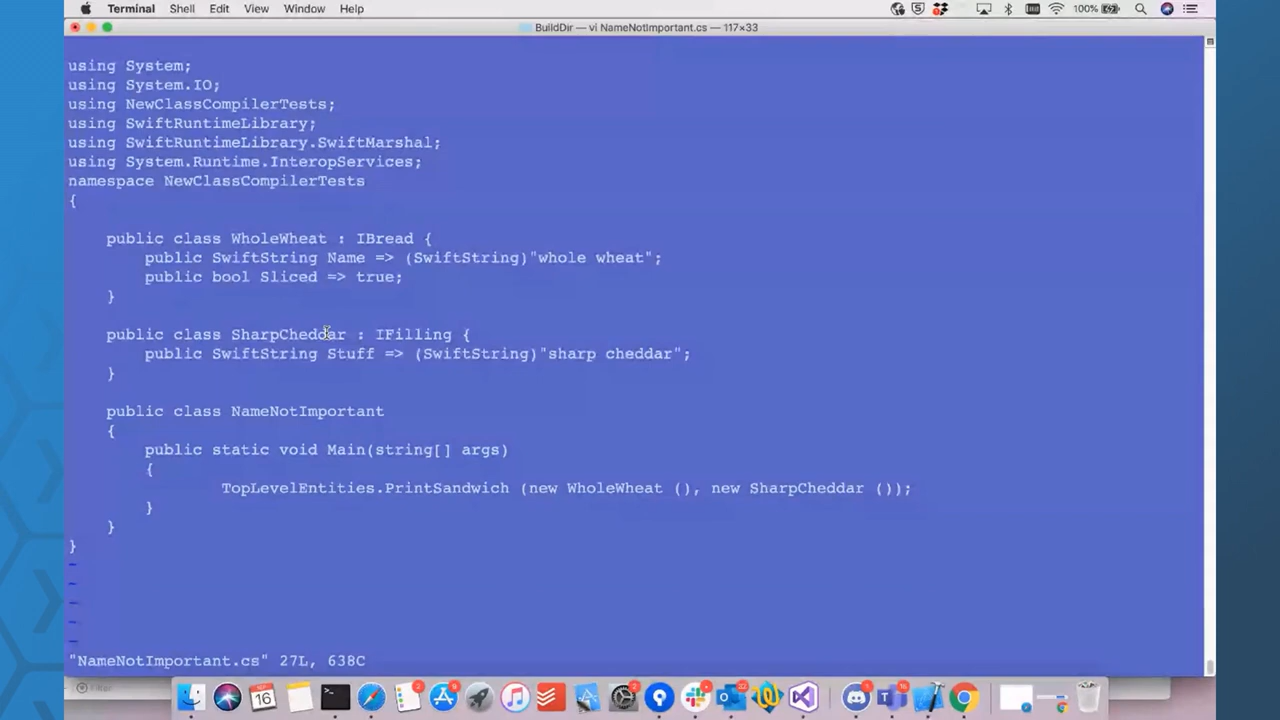 Terminal Shell Edit View Window Help 100%
BuildDir — vi NameNotImportant.cs — 117×33
using System;
using System.IO;
using NewClassCompilerTests;
using SwiftRuntimeLibrary;
using SwiftRuntimeLibrary.SwiftMarshal;
using System.Runtime.InteropServices;
namespace NewClassCompilerTests
{
public class WholeWheat : IBread {
public SwiftString Name => (SwiftString)"whole wheat";
public bool Sliced => true;
}
public class SharpCheddar : IFilling {
public SwiftString Stuff => (SwiftString)"sharp cheddar";
}
public class NameNotImportant
{
public static void Main(string[] args)
{
TopLevelEntities.PrintSandwich (new WholeWheat (), new SharpCheddar ());
}
}
}
~
~
~
~
~
"NameNotImportant.cs" 27L, 638C
Filter
16